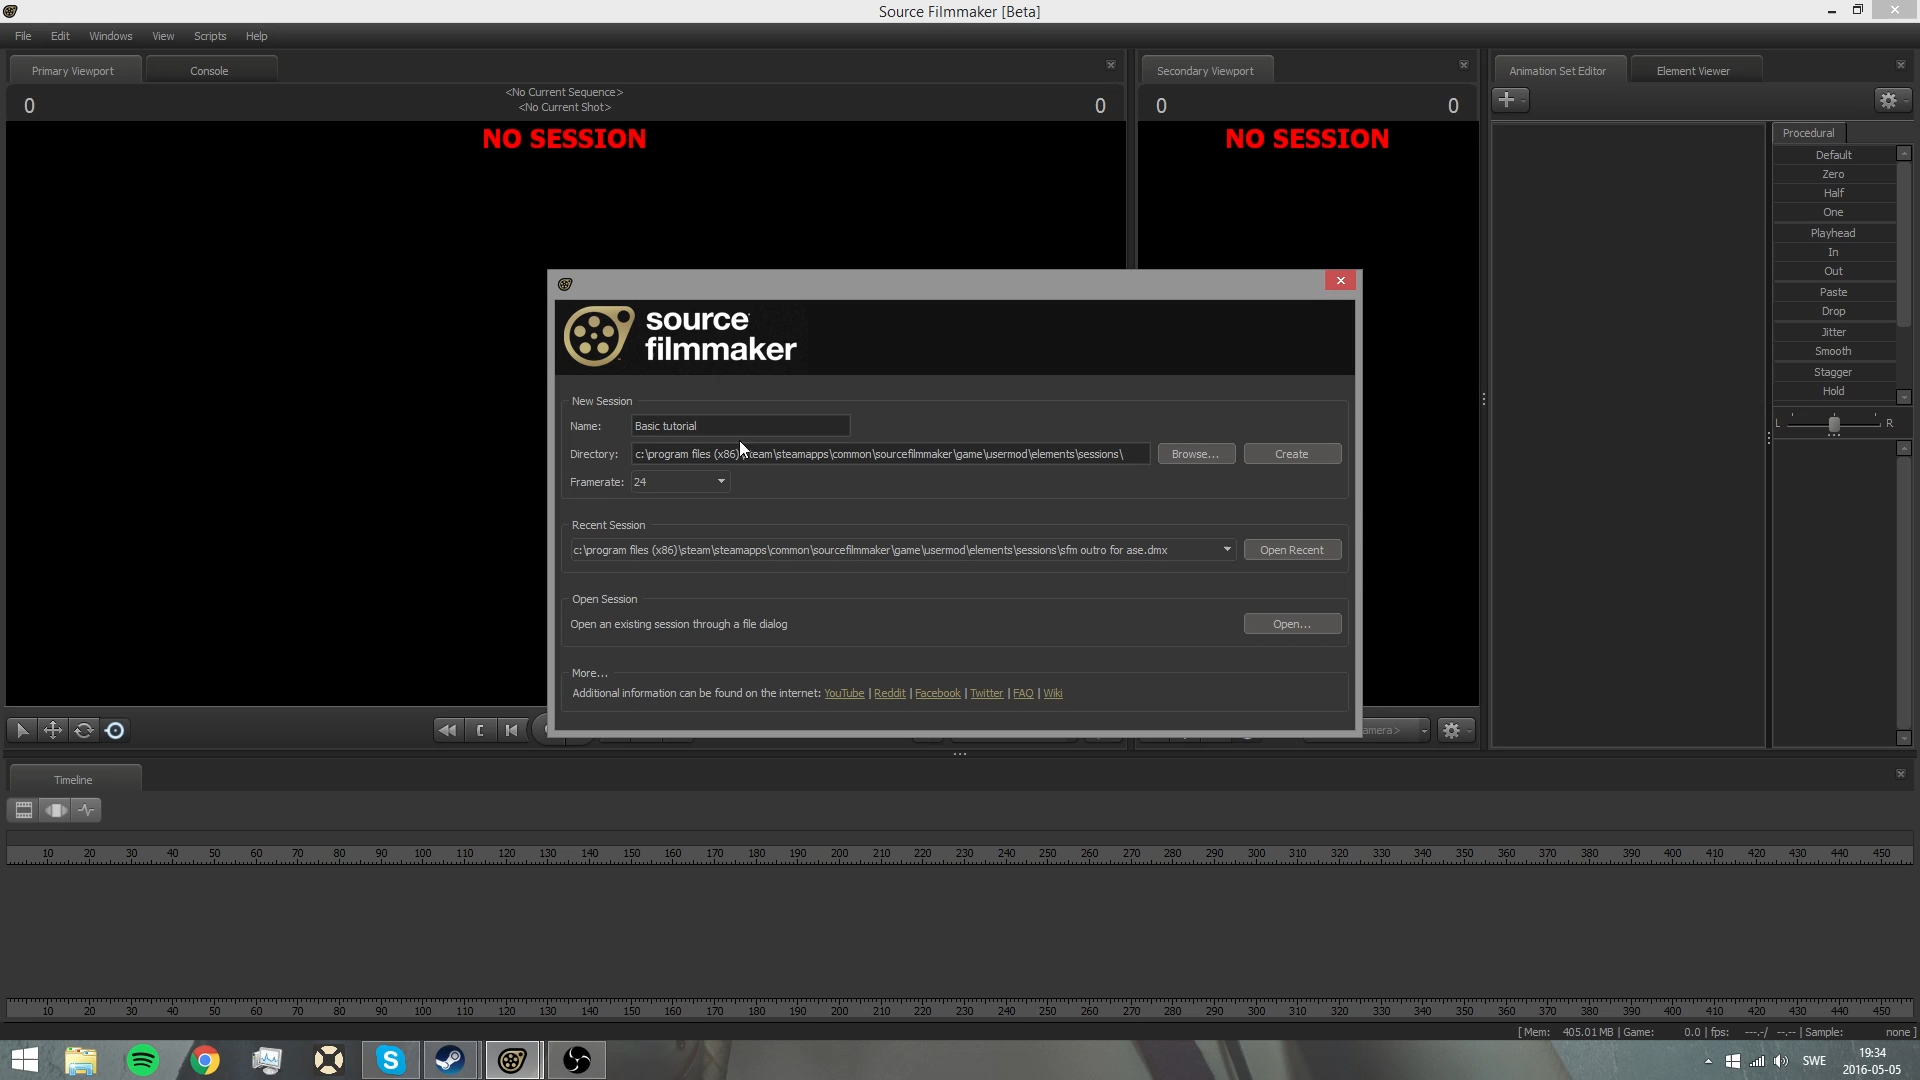 Source Filmmaker [Beta]
File Edit Windows View Scripts Help
Primary Viewport Console
Secondary Viewport
Animation Set Editor Element Viewer
0 <No Current Sequence> 0
<No Current Shot>
0 0
NO SESSION
NO SESSION
Procedural
Default
Zero
Half
One
Playhead
In
Out
Paste
Drop
Jitter
Smooth
Stagger
Hold
L R
source
filmmaker
New Session
Name: Basic tutorial
Directory: c:\program files (x86)\steam\steamapps\common\sourcefilmmaker\game\usermod\elements\sessions\ Browse... Create
Framerate: 24
Recent Session
c:\program files (x86)\steam\steamapps\common\sourcefilmmaker\game\usermod\elements\sessions\sfm outro for ase.dmx Open Recent
Open Session
Open an existing session through a file dialog Open...
More...
Additional information can be found on the internet: YouTube | Reddit | Facebook | Twitter | FAQ | Wiki
amera>
Timeline
10 20 30 40 50 60 70 80 90 100 110 120 130 140 150 160 170 180 190 200 210 220 230 240 250 260 270 280 290 300 310 320 330 340 350 360 370 380 390 400 410 420 430 440 450
10 20 30 40 50 60 70 80 90 100 110 120 130 140 150 160 170 180 190 200 210 220 230 240 250 260 270 280 290 300 310 320 330 340 350 360 370 380 390 400 410 420 430 440 450
[ Mem: 405.01 MB | Game: 0.0 | fps: ---.-/ --.-- | Sample: none ]
SWE
19:34
2016-05-05